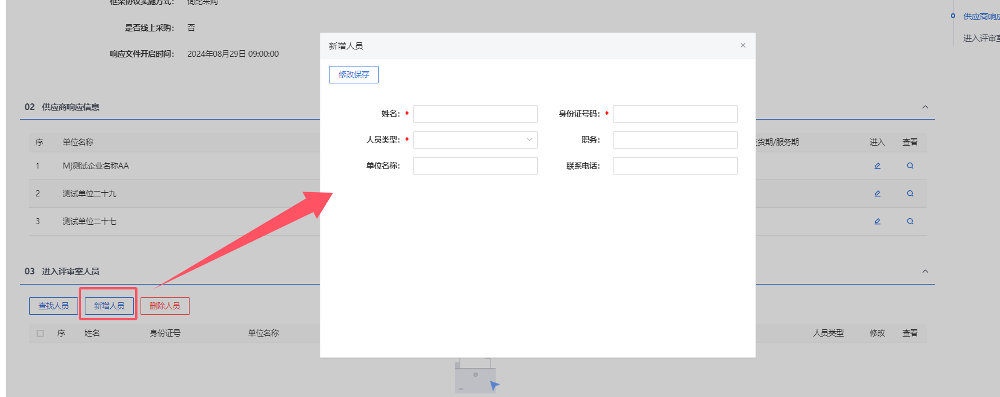 框架协议实施方式： 询比采购
是否线上采购： 否
响应文件开启时间： 2024年08月29日 09:00:00
供应商响应
进入评审室
02 供应商响应信息
序 单位名称 交货期/服务期 进入 查看
1 Mj测试企业名称AA
2 测试单位二十九
3 测试单位二十七
03 进入评审室人员
查找人员 新增人员 删除人员
序 姓名 身份证号 单位名称 人员类型 修改 查看
新增人员 ×
修改保存
姓名： * 身份证号码： *
人员类型： * 职务：
单位名称： 联系电话：